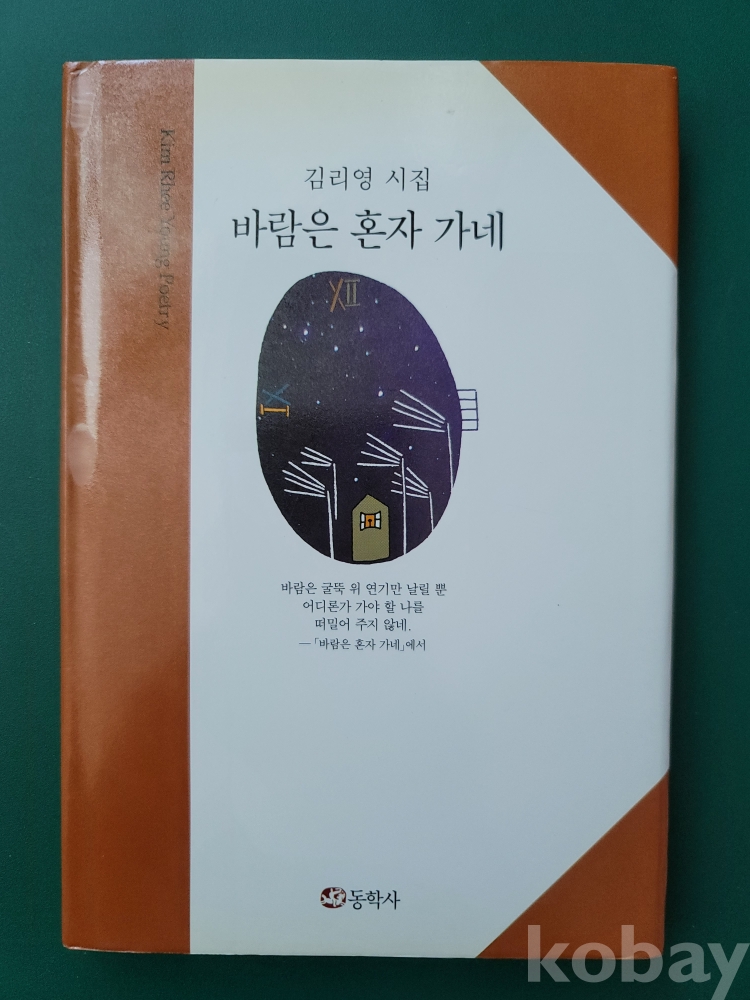 Kim Rhee Young Poetry
김리영 시집
바람은 혼자 가네
XII
XI
바람은 굴뚝 위 연기만 날릴 뿐
어디론가 가야 할 나를
떠밀어 주지 않네.
—「바람은 혼자 가네」에서
동학사
kobay